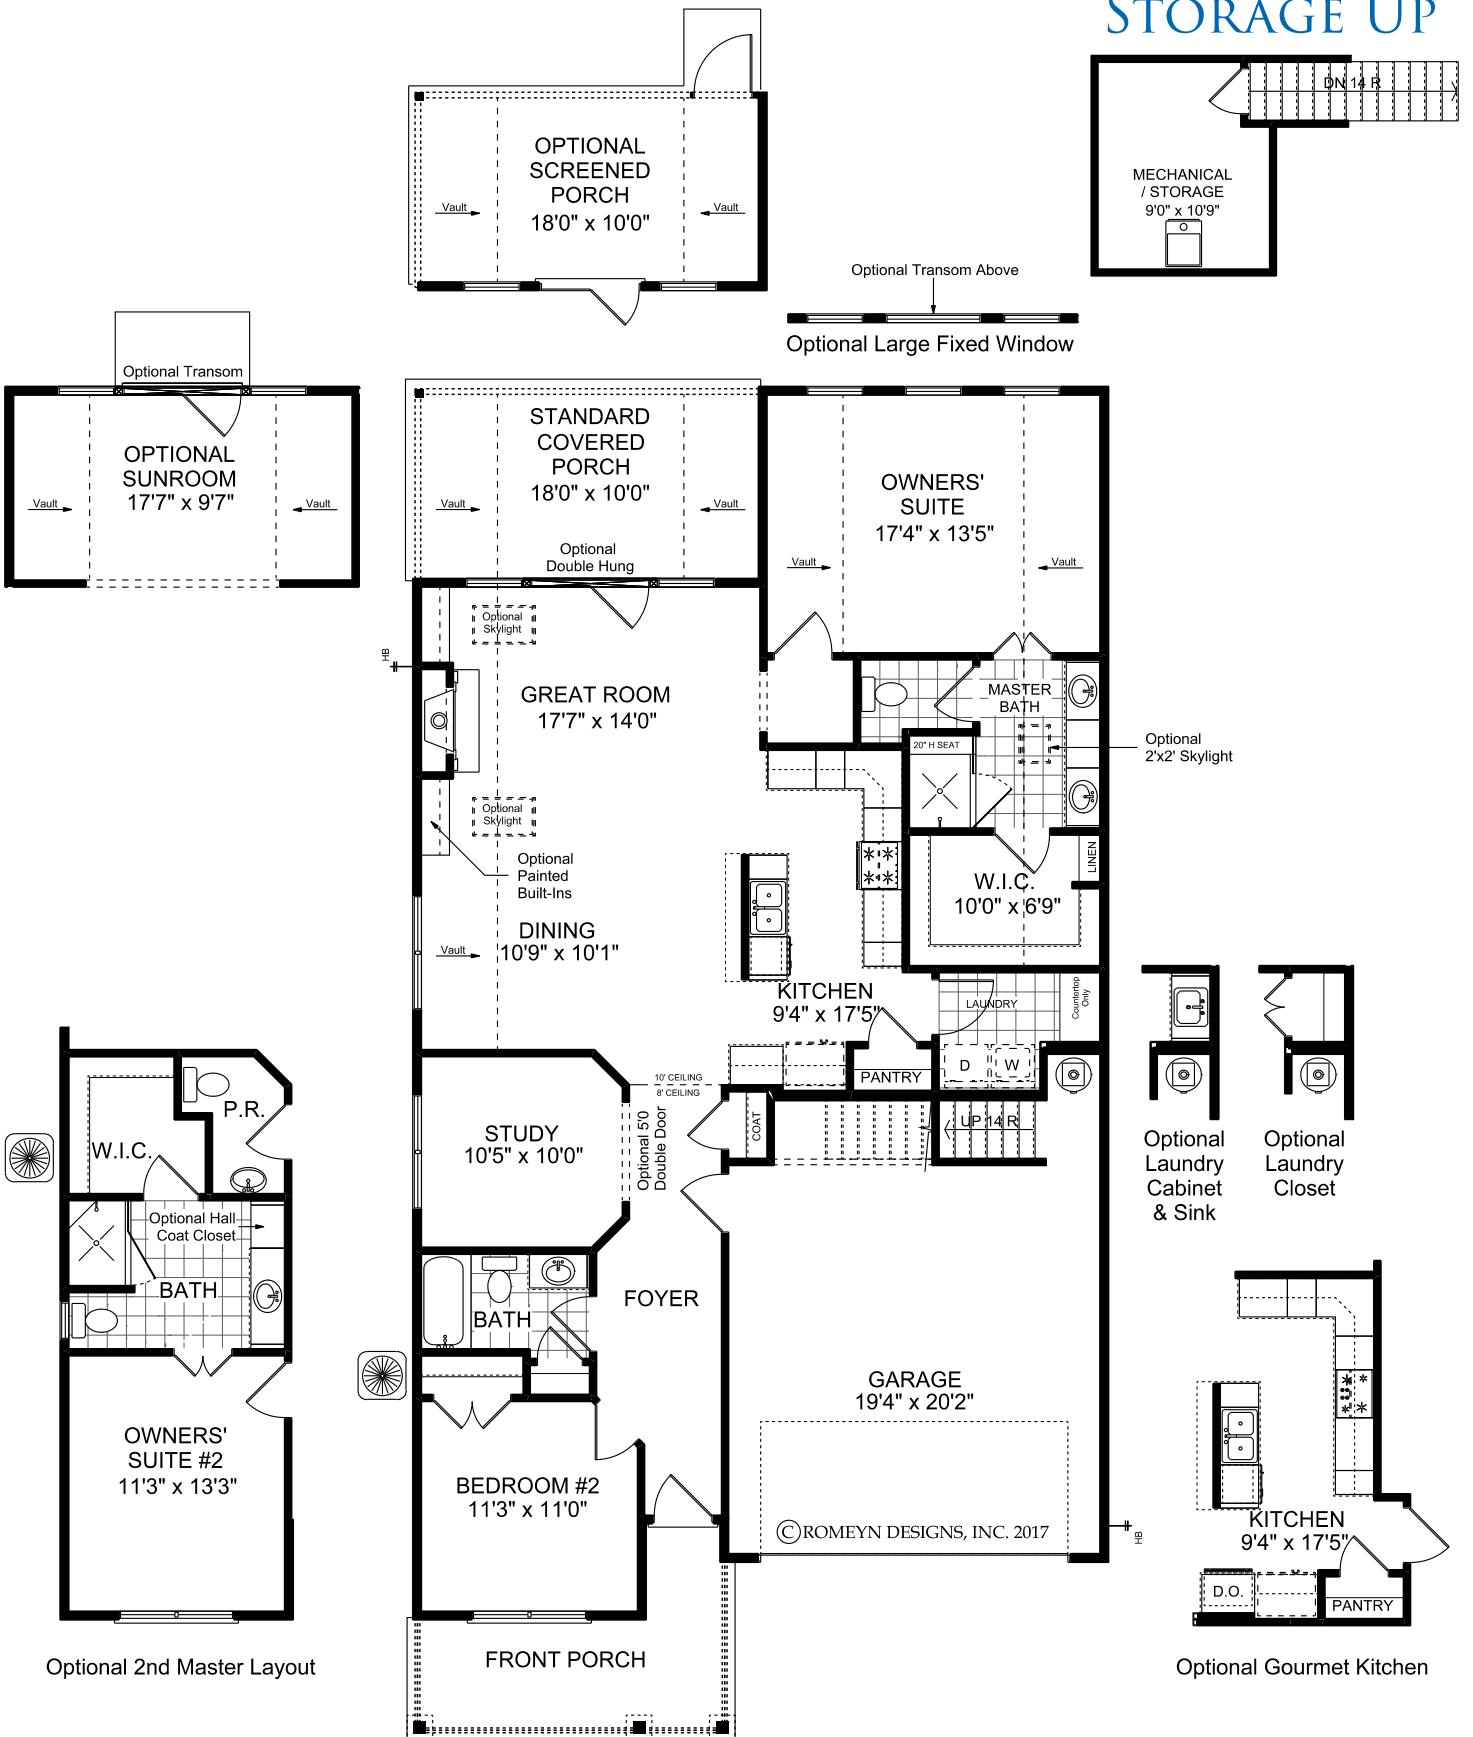 STORAGE UP
DN 14 R
MECHANICAL
/ STORAGE
9'0" x 10'9"
OPTIONAL
SCREENED
PORCH
18'0" x 10'0"
Vault
Vault
Optional Transom Above
Optional Large Fixed Window
Optional Transom
OPTIONAL
SUNROOM
17'7" x 9'7"
Vault
Vault
STANDARD
COVERED
PORCH
18'0" x 10'0"
Vault
Vault
Optional
Double Hung
OWNERS'
SUITE
17'4" x 13'5"
Vault
Vault
Optional
Skylight
HB
GREAT ROOM
17'7" x 14'0"
MASTER
BATH
20" H SEAT
Optional
2'x2' Skylight
Optional
Skylight
Optional
Painted
Built-Ins
LINEN
W.I.C.
10'0" x 6'9"
DINING
10'9" x 10'1"
Vault
KITCHEN
9'4" x 17'5"
LAUNDRY
Countertop
Only
D
W
PANTRY
10' CEILING
8' CEILING
COAT
UP 14 R
STUDY
10'5" x 10'0"
Optional 5'0
Double Door
Optional
Laundry
Cabinet
& Sink
Optional
Laundry
Closet
P.R.
W.I.C.
Optional Hall
Coat Closet
BATH
OWNERS'
SUITE #2
11'3" x 13'3"
Optional 2nd Master Layout
BATH
FOYER
GARAGE
19'4" x 20'2"
BEDROOM #2
11'3" x 11'0"
©ROMEYN DESIGNS, INC. 2017
HB
FRONT PORCH
KITCHEN
9'4" x 17'5"
D.O.
PANTRY
Optional Gourmet Kitchen